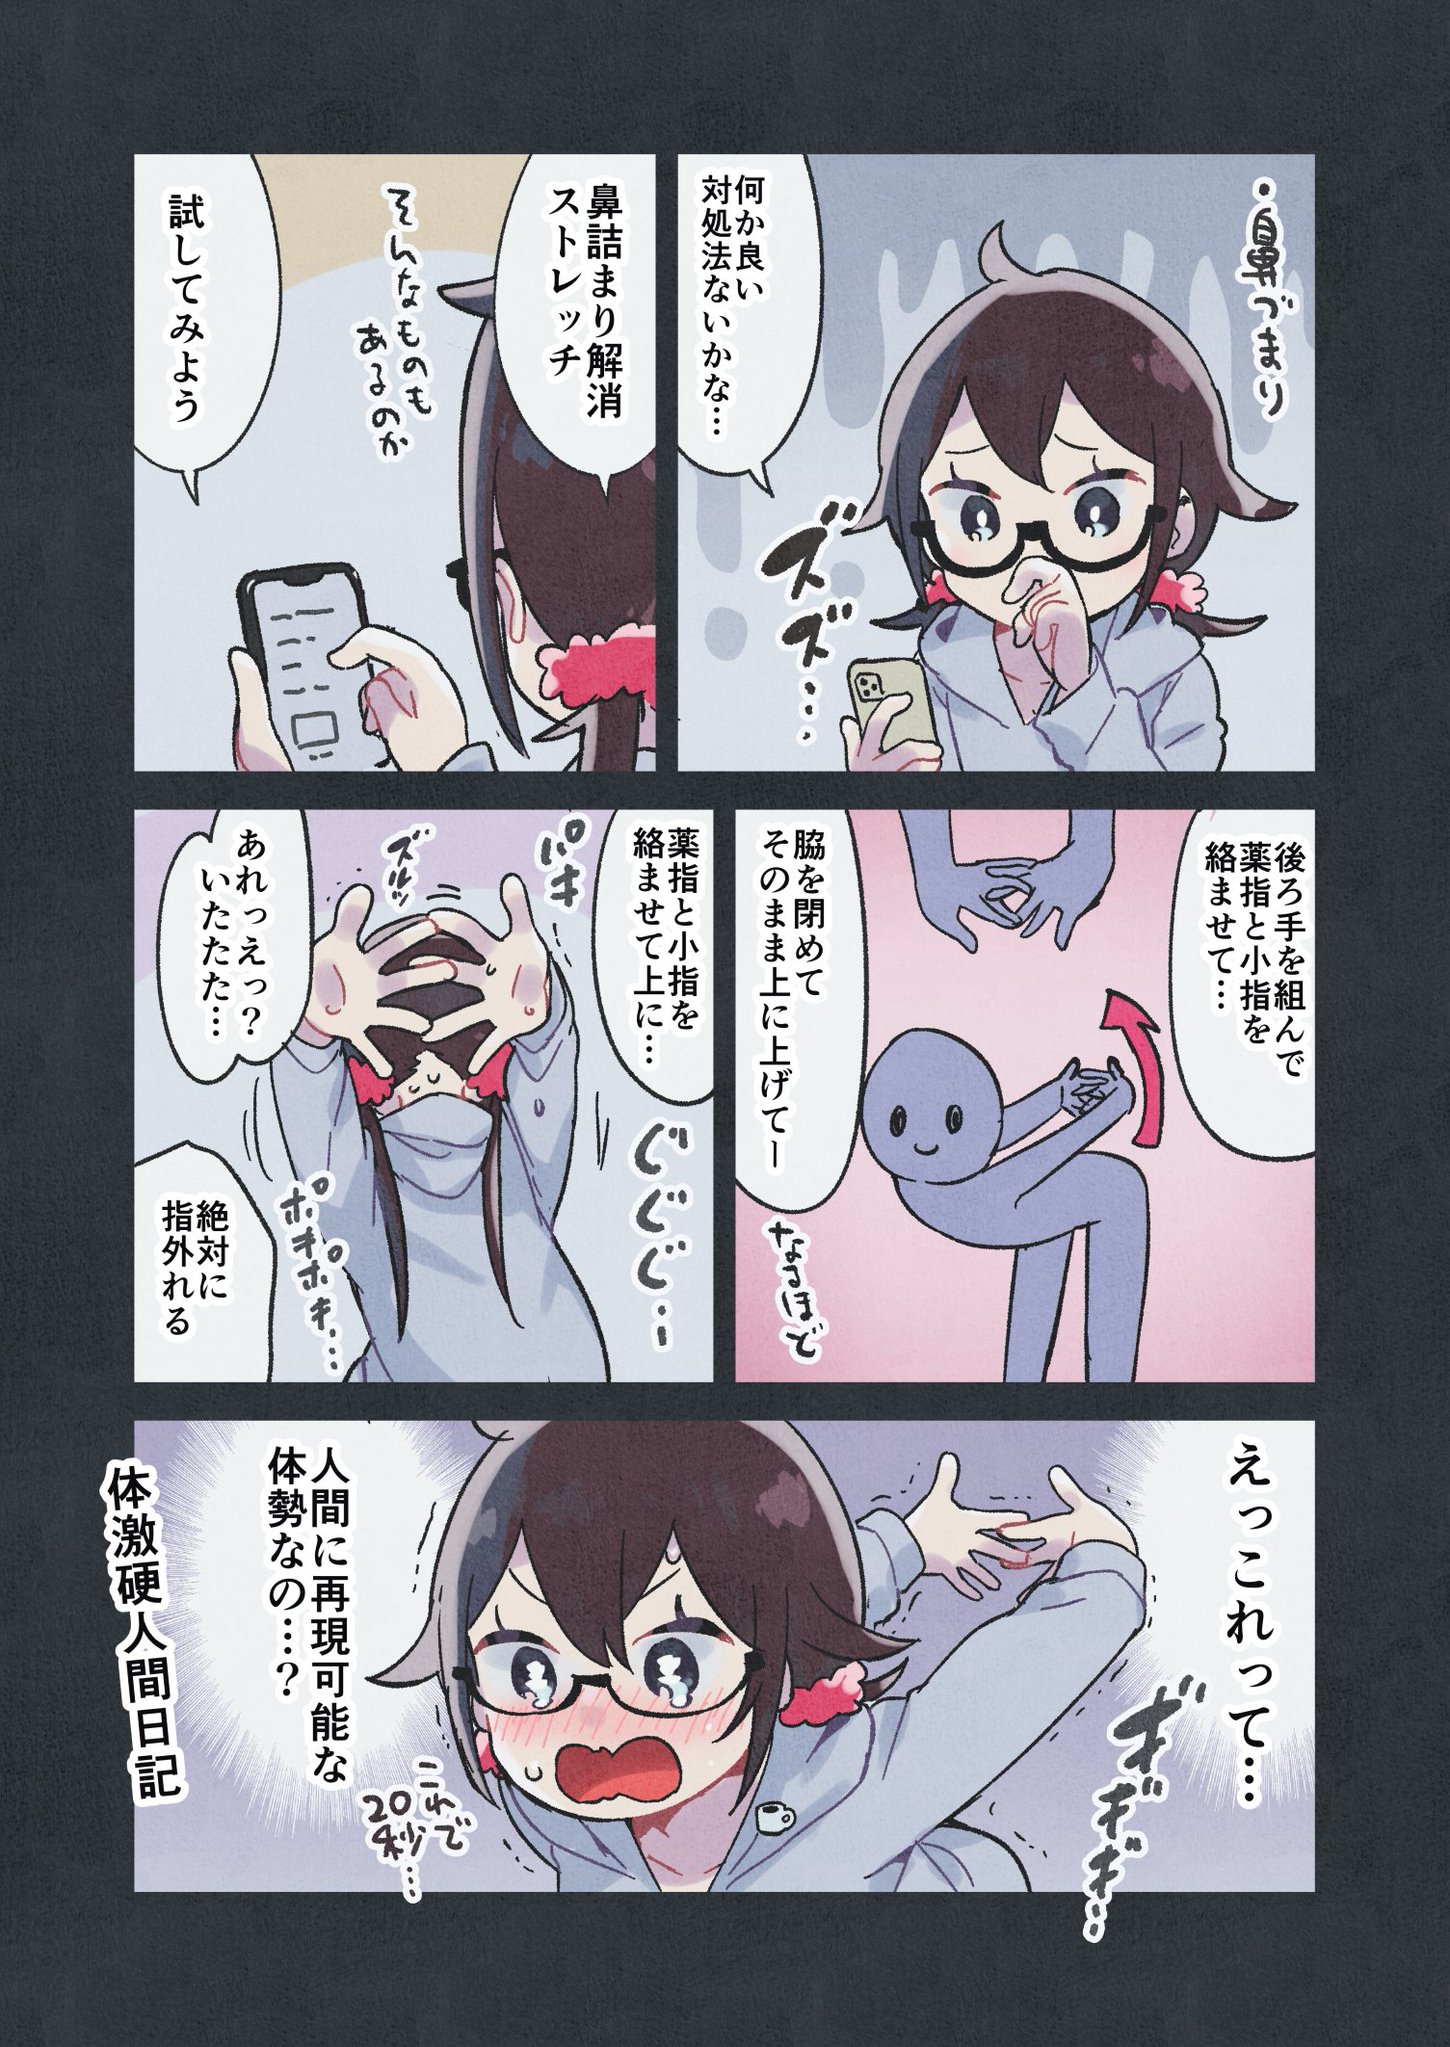 ・鼻づまり
何か良い
対処法ないかな…
ズズ…
鼻詰まり解消
ストレッチ
そんなものも
あるのか
試してみよう
後ろ手を組んで
薬指と小指を
絡ませて…
脇を閉めて
そのまま上に上げてー
なるほど
薬指と小指を
絡ませて上に…
パキ
ズルッ
あれっえっ?
いたたた…
ぐぐぐ…
ポキポキ…
絶対に
指外れる
えっこれって…
ギギギギ…
人間に再現可能な
体勢なの…?
これで
20秒…
体激硬人間日記